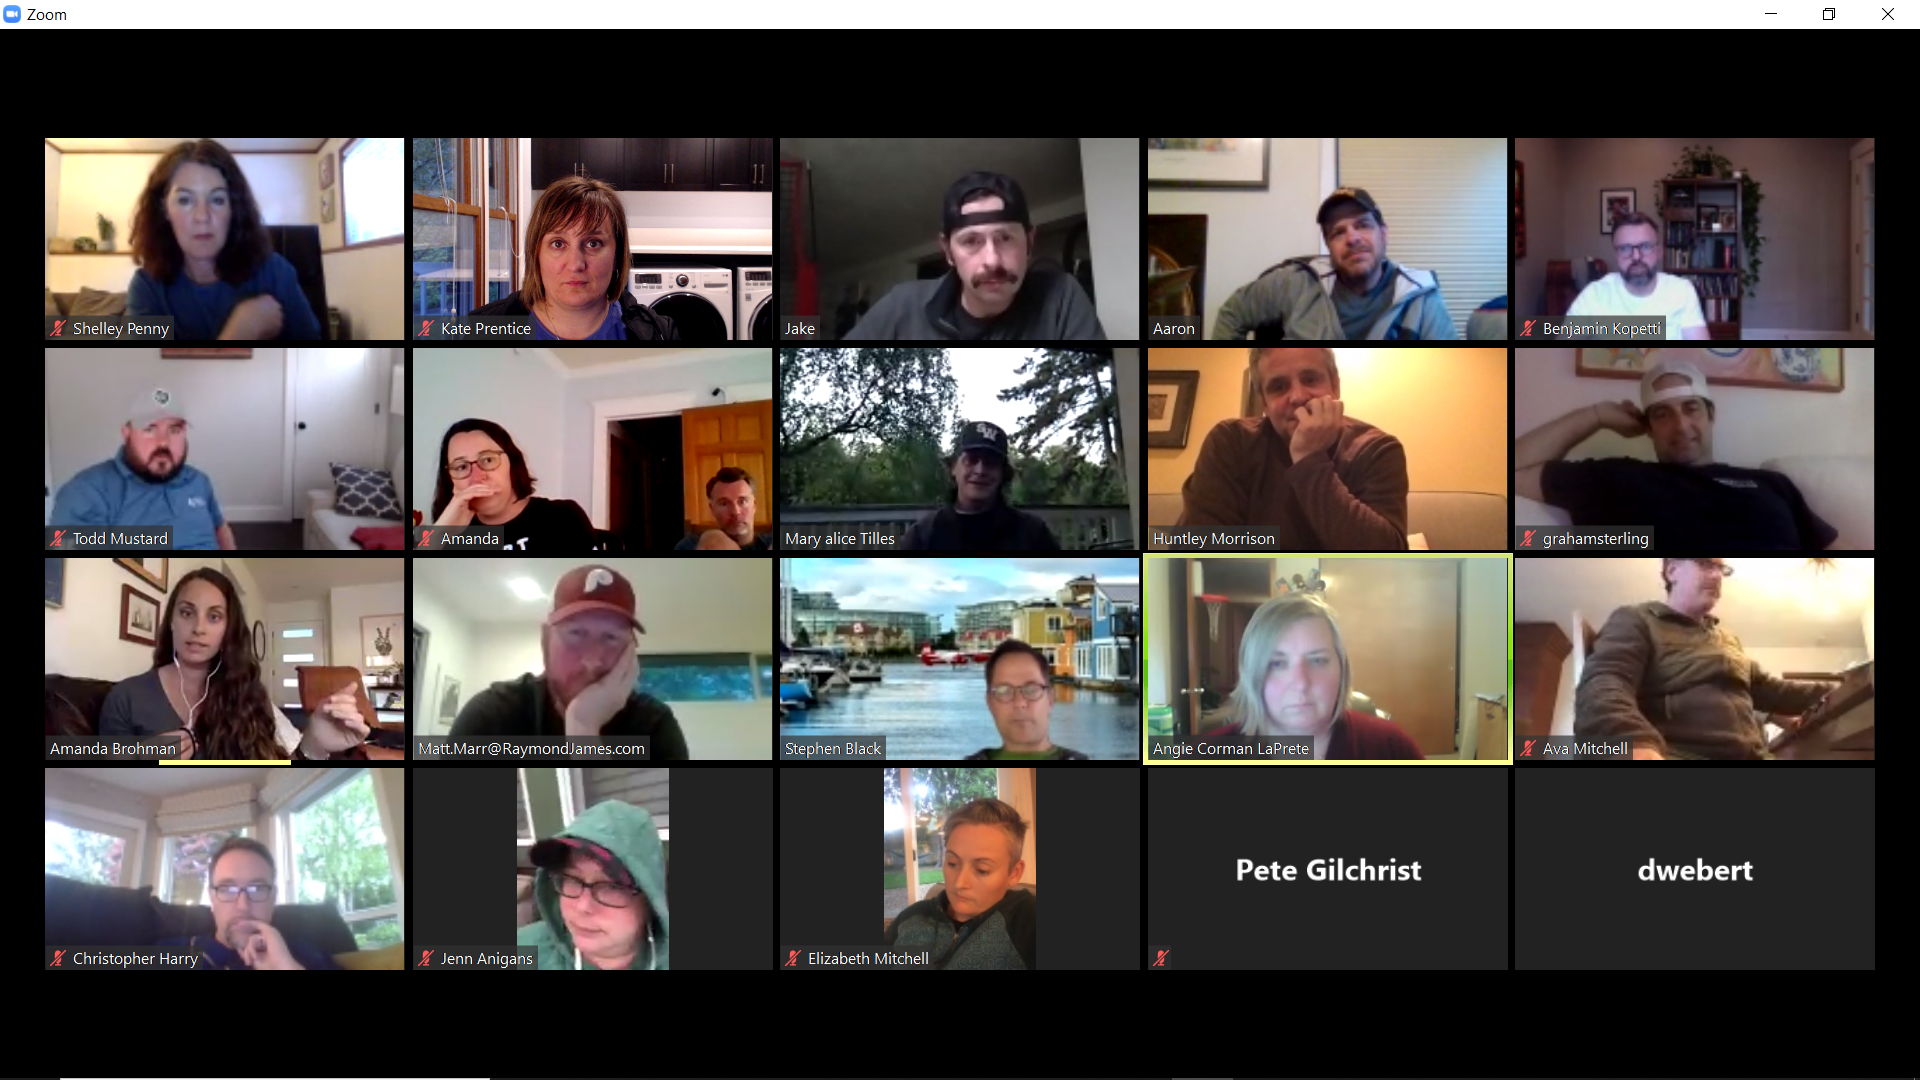 Zoom
Shelley Penny
Kate Prentice
Jake
Aaron
Benjamin Kopetti
Todd Mustard
Amanda
Mary alice Tilles
Huntley Morrison
grahamsterling
Amanda Brohman
Matt.Marr@RaymondJames.com
Stephen Black
Angie Corman LaPrete
Ava Mitchell
Christopher Harry
Jenn Anigans
Elizabeth Mitchell
Pete Gilchrist
dwebert